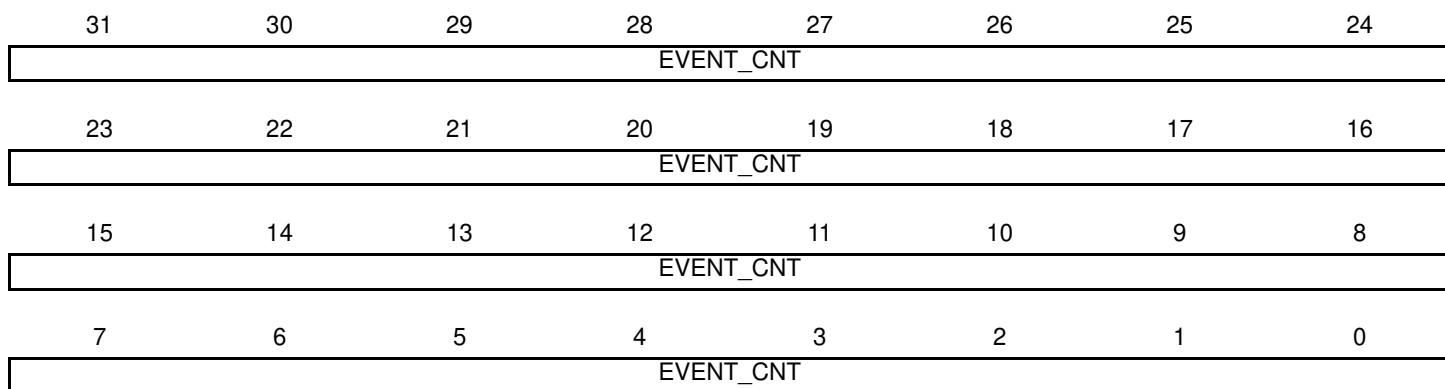 31 30 29 28 27 26 25 24
EVENT_CNT
23 22 21 20 19 18 17 16
EVENT_CNT
15 14 13 12 11 10 9 8
EVENT_CNT
7 6 5 4 3 2 1 0
EVENT_CNT